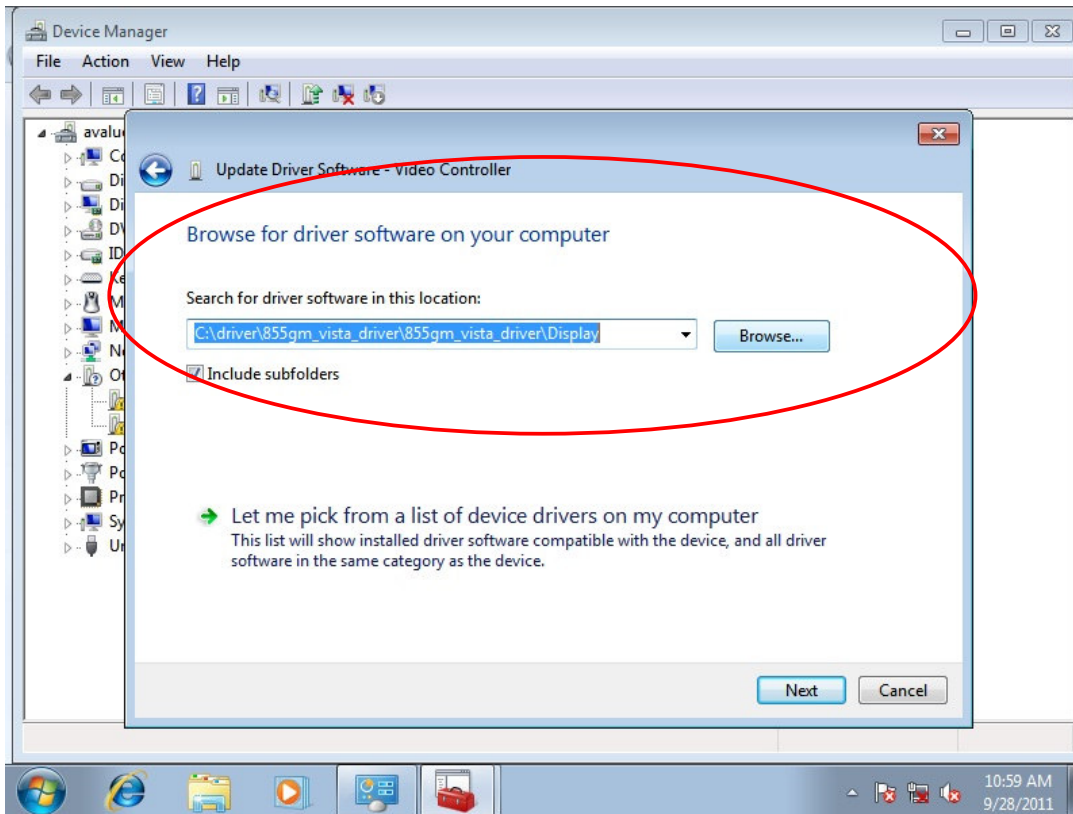 Device Manager
File Action View Help
avalue
Update Driver Software - Video Controller
Browse for driver software on your computer
Search for driver software in this location:
C:\driver\855gm_vista_driver\855gm_vista_driver\Display
Browse...
Include subfolders
Let me pick from a list of device drivers on my computer
This list will show installed driver software compatible with the device, and all driver
software in the same category as the device.
Next Cancel
10:59 AM
9/28/2011